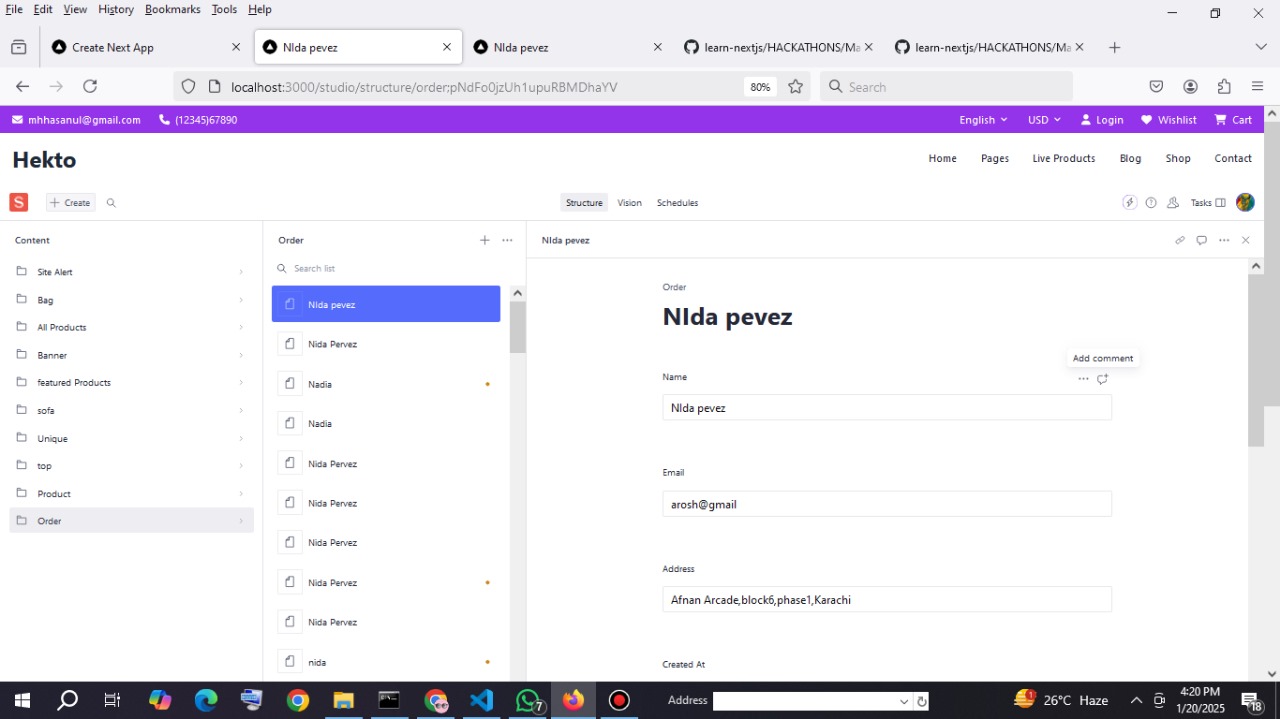 File Edit View History Bookmarks Tools Help
Create Next App
NIda pevez
NIda pevez
learn-nextjs/HACKATHONS/Ma
learn-nextjs/HACKATHONS/Ma
localhost:3000/studio/structure/order;pNdFo0jzUh1upuRBMDhaYV
80%
Search
mhhasanul@gmail.com (12345)67890
English USD Login Wishlist Cart
Hekto
Home Pages Live Products Blog Shop Contact
S
Create
Structure Vision Schedules
Tasks
Content
Site Alert
Bag
All Products
Banner
featured Products
sofa
Unique
top
Product
Order
Order
Search list
NIda pevez
Nida Pervez
Nadia
Nadia
Nida Pervez
Nida Pervez
Nida Pervez
Nida Pervez
Nida Pervez
nida
NIda pevez
Order
NIda pevez
Add comment
Name
NIda pevez
Email
arosh@gmail
Address
Afnan Arcade,block6,phase1,Karachi
Created At
7
Address
1
26°C Haze
4:20 PM
1/20/2025
18